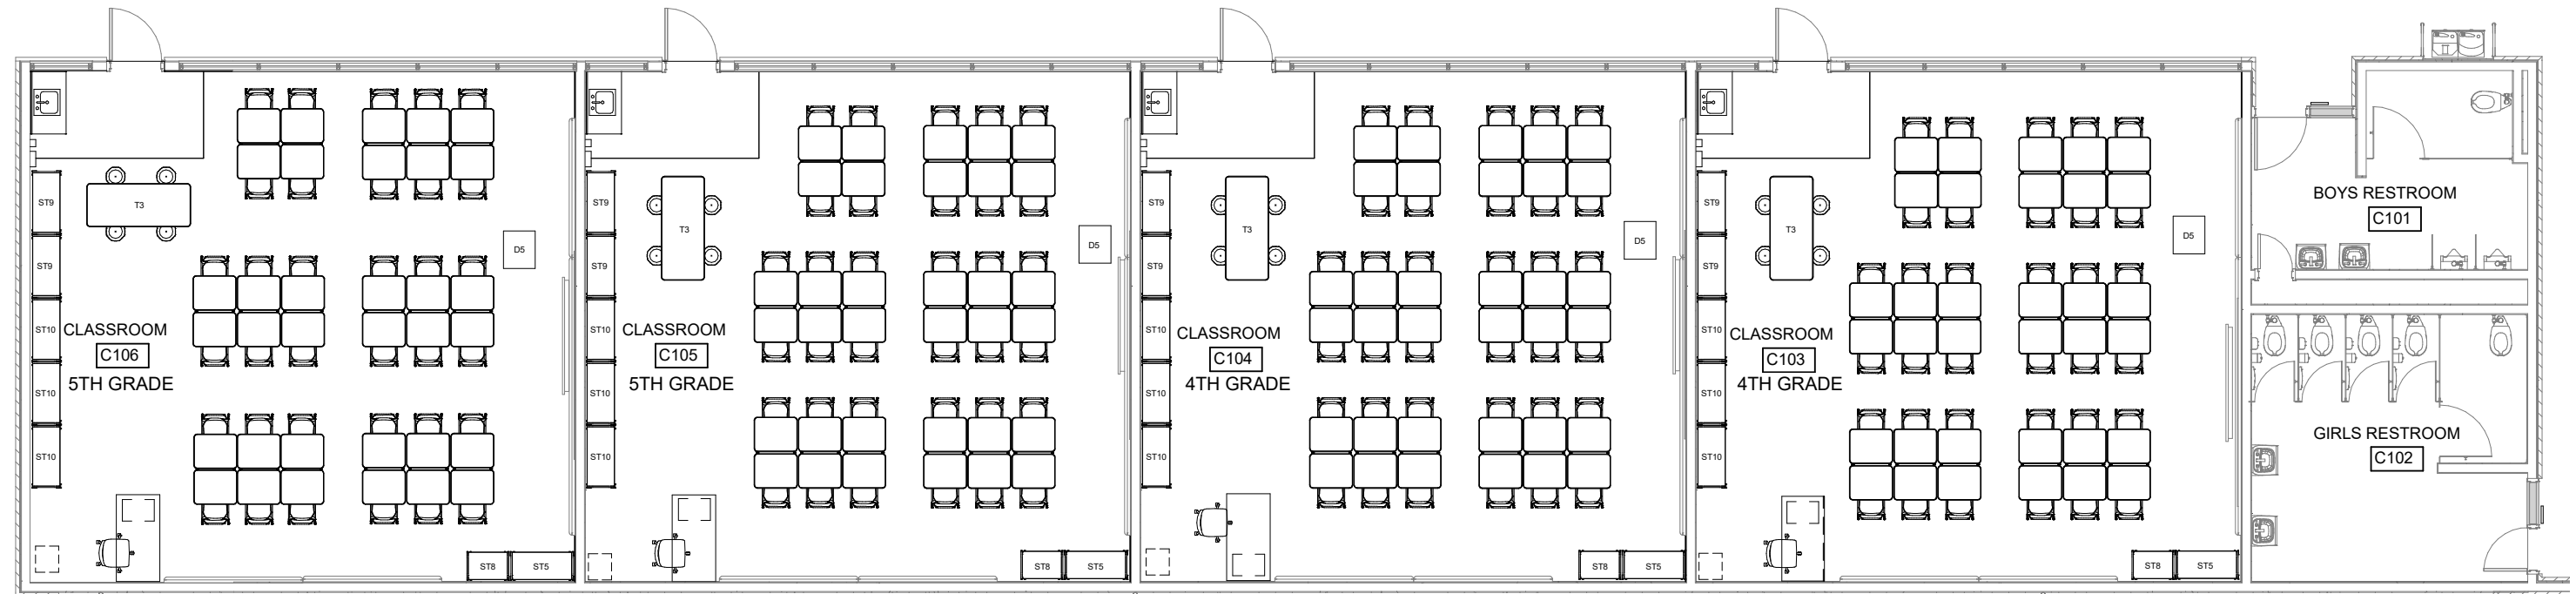 ST9
T3
ST9
D5
ST10
CLASSROOM
C106
5TH GRADE
ST10
ST10
ST8
ST5
ST9
T3
ST9
D5
ST10
CLASSROOM
C105
5TH GRADE
ST10
ST10
ST8
ST5
ST9
T3
ST9
D5
ST10
CLASSROOM
C104
4TH GRADE
ST10
ST10
ST8
ST5
ST9
T3
ST9
D5
ST10
CLASSROOM
C103
4TH GRADE
ST10
ST10
ST8
ST5
BOYS RESTROOM
C101
GIRLS RESTROOM
C102